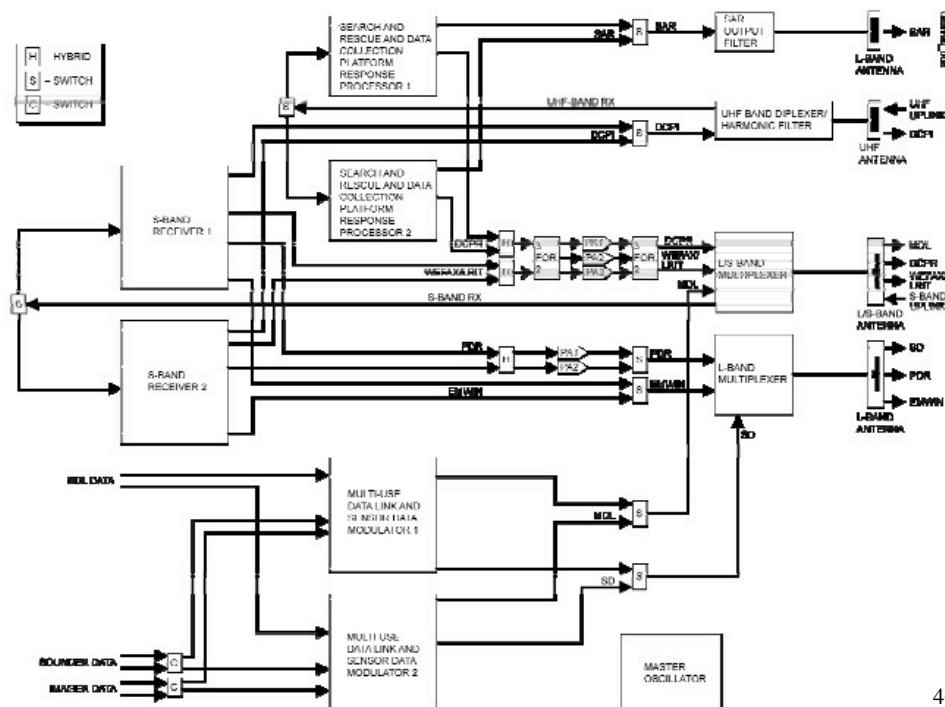 H - HYBRID
S - SWITCH
C - SWITCH
SEARCH AND
RESCUE AND DATA
COLLECTION
PLATFORM
RESPONSE
PROCESSOR 1
SAR
S
SAR
SAR
OUTPUT
FILTER
L-BAND
ANTENNA
SAR
S
UHF-BAND RX
DCPI
S
DCPI
UHF BAND DIPLEXER/
HARMONIC FILTER
UHF
ANTENNA
UHF
UPLINK
DCPI
S-BAND
RECEIVER 1
SEARCH AND
RESCUE AND DATA
COLLECTION
PLATFORM
RESPONSE
PROCESSOR 2
DCPR
H
3
FOR
2
PA1
PA2
PA3
3
FOR
2
DCPR
WEFAX/
LRIT
MDL
L/S-BAND
MULTIPLEXER
L/S-BAND
ANTENNA
MDL
DCPR
WEFAX/
LRIT
S-BAND
UPLINK
WEFAX/LRIT
H
S
S-BAND RX
S-BAND
RECEIVER 2
PDR
H
PA1
PA2
S
PDR
EMWIN
S
EMWIN
L-BAND
MULTIPLEXER
SD
L-BAND
ANTENNA
SD
PDR
EMWIN
MDL DATA
MULTI-USE
DATA LINK AND
SENSOR DATA
MODULATOR 1
MDL
S
SD
S
MULTI USE
DATA LINK AND
SENSOR DATA
MODULATOR 2
SOUNDER DATA
C
IMAGER DATA
C
MASTER
OSCILLATOR
4